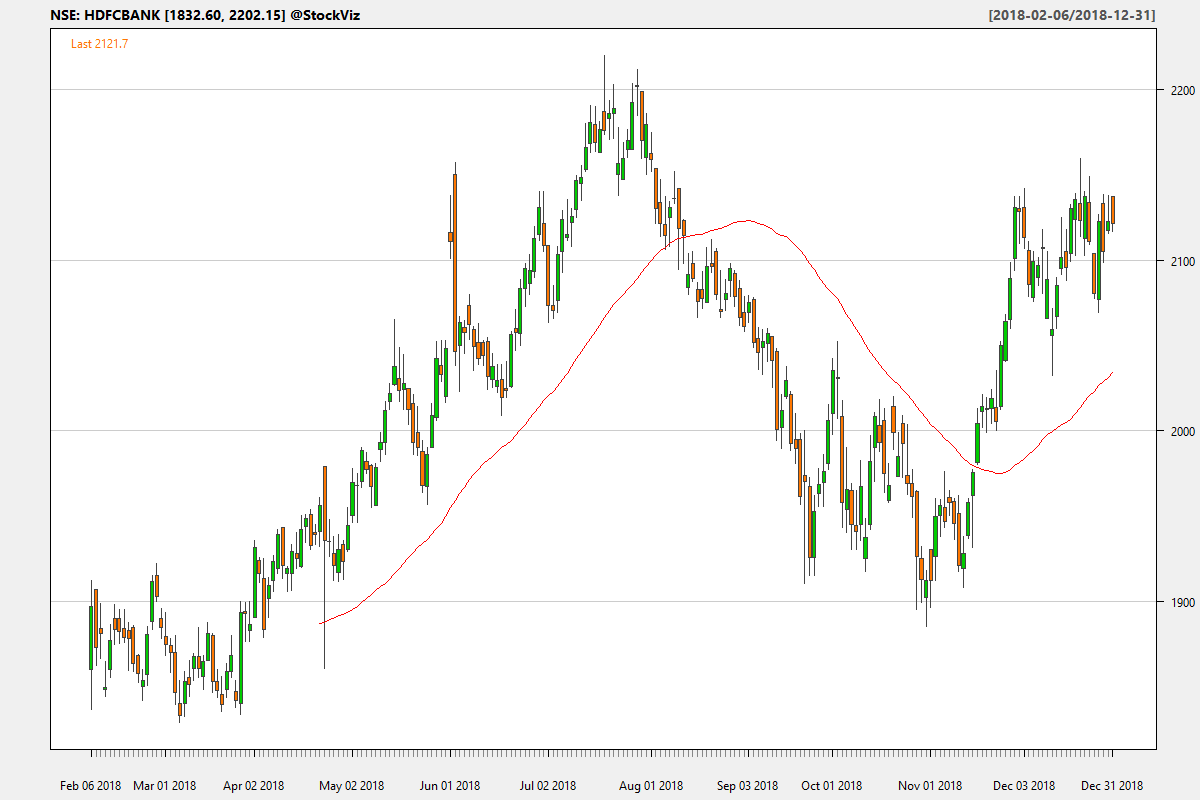 NSE: HDFCBANK [1832.60, 2202.15] @StockViz
[2018-02-06/2018-12-31]
Last 2121.7
2200
2100
2000
1900
Feb 06 2018 Mar 01 2018 Apr 02 2018 May 02 2018 Jun 01 2018 Jul 02 2018 Aug 01 2018 Sep 03 2018 Oct 01 2018 Nov 01 2018 Dec 03 2018 Dec 31 2018